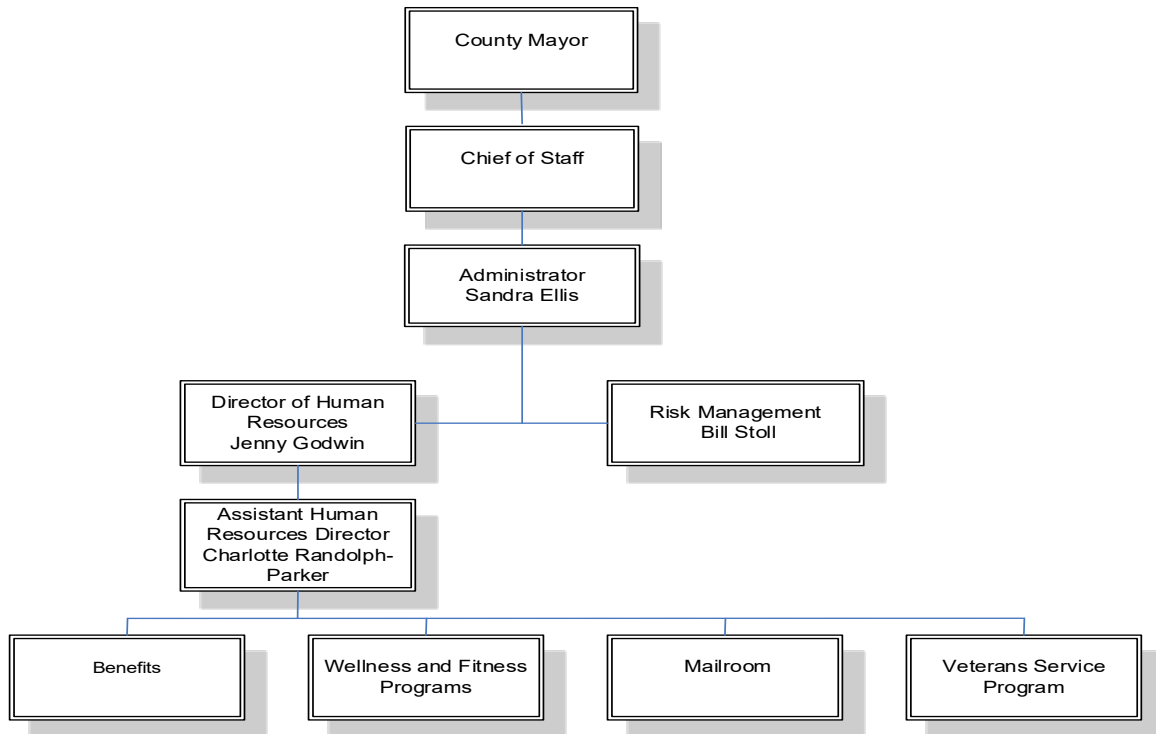 County Mayor
Chief of Staff
Administrator
Sandra Ellis
Director of Human
Resources
Jenny Godwin
Risk Management
Bill Stoll
Assistant Human
Resources Director
Charlotte Randolph-
Parker
Benefits
Wellness and Fitness
Programs
Mailroom
Veterans Service
Program